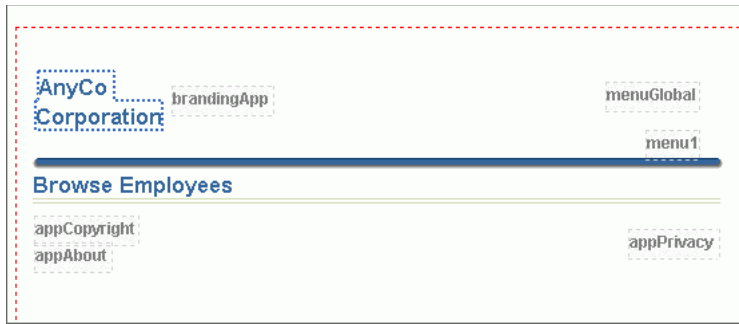 AnyCo
Corporation
brandingApp
menuGlobal
menu1
Browse Employees
appCopyright
appAbout
appPrivacy